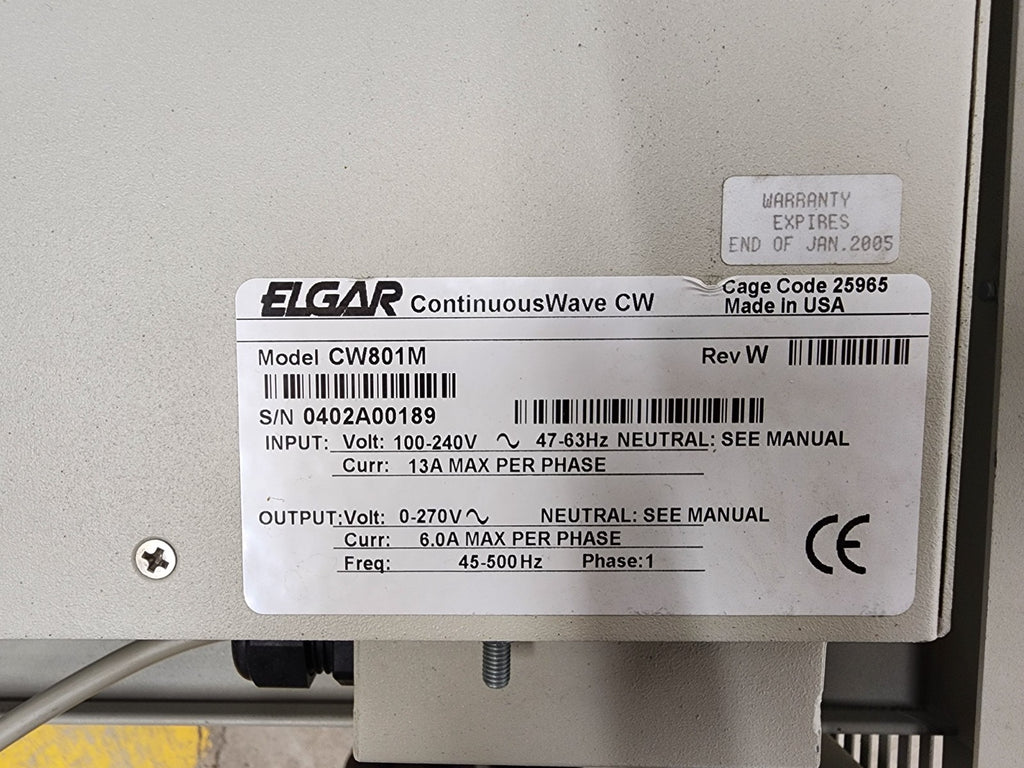 WARRANTY
EXPIRES
END OF JAN.2005
ELGAR ContinuousWave CW
Cage Code 25965
Made In USA
Model CW801M
Rev W
S/N 0402A00189
INPUT: Volt: 100-240V ∿ 47-63Hz NEUTRAL: SEE MANUAL
Curr: 13A MAX PER PHASE
OUTPUT:Volt: 0-270V∿ NEUTRAL: SEE MANUAL
Curr: 6.0A MAX PER PHASE
Freq: 45-500Hz Phase:1
CE